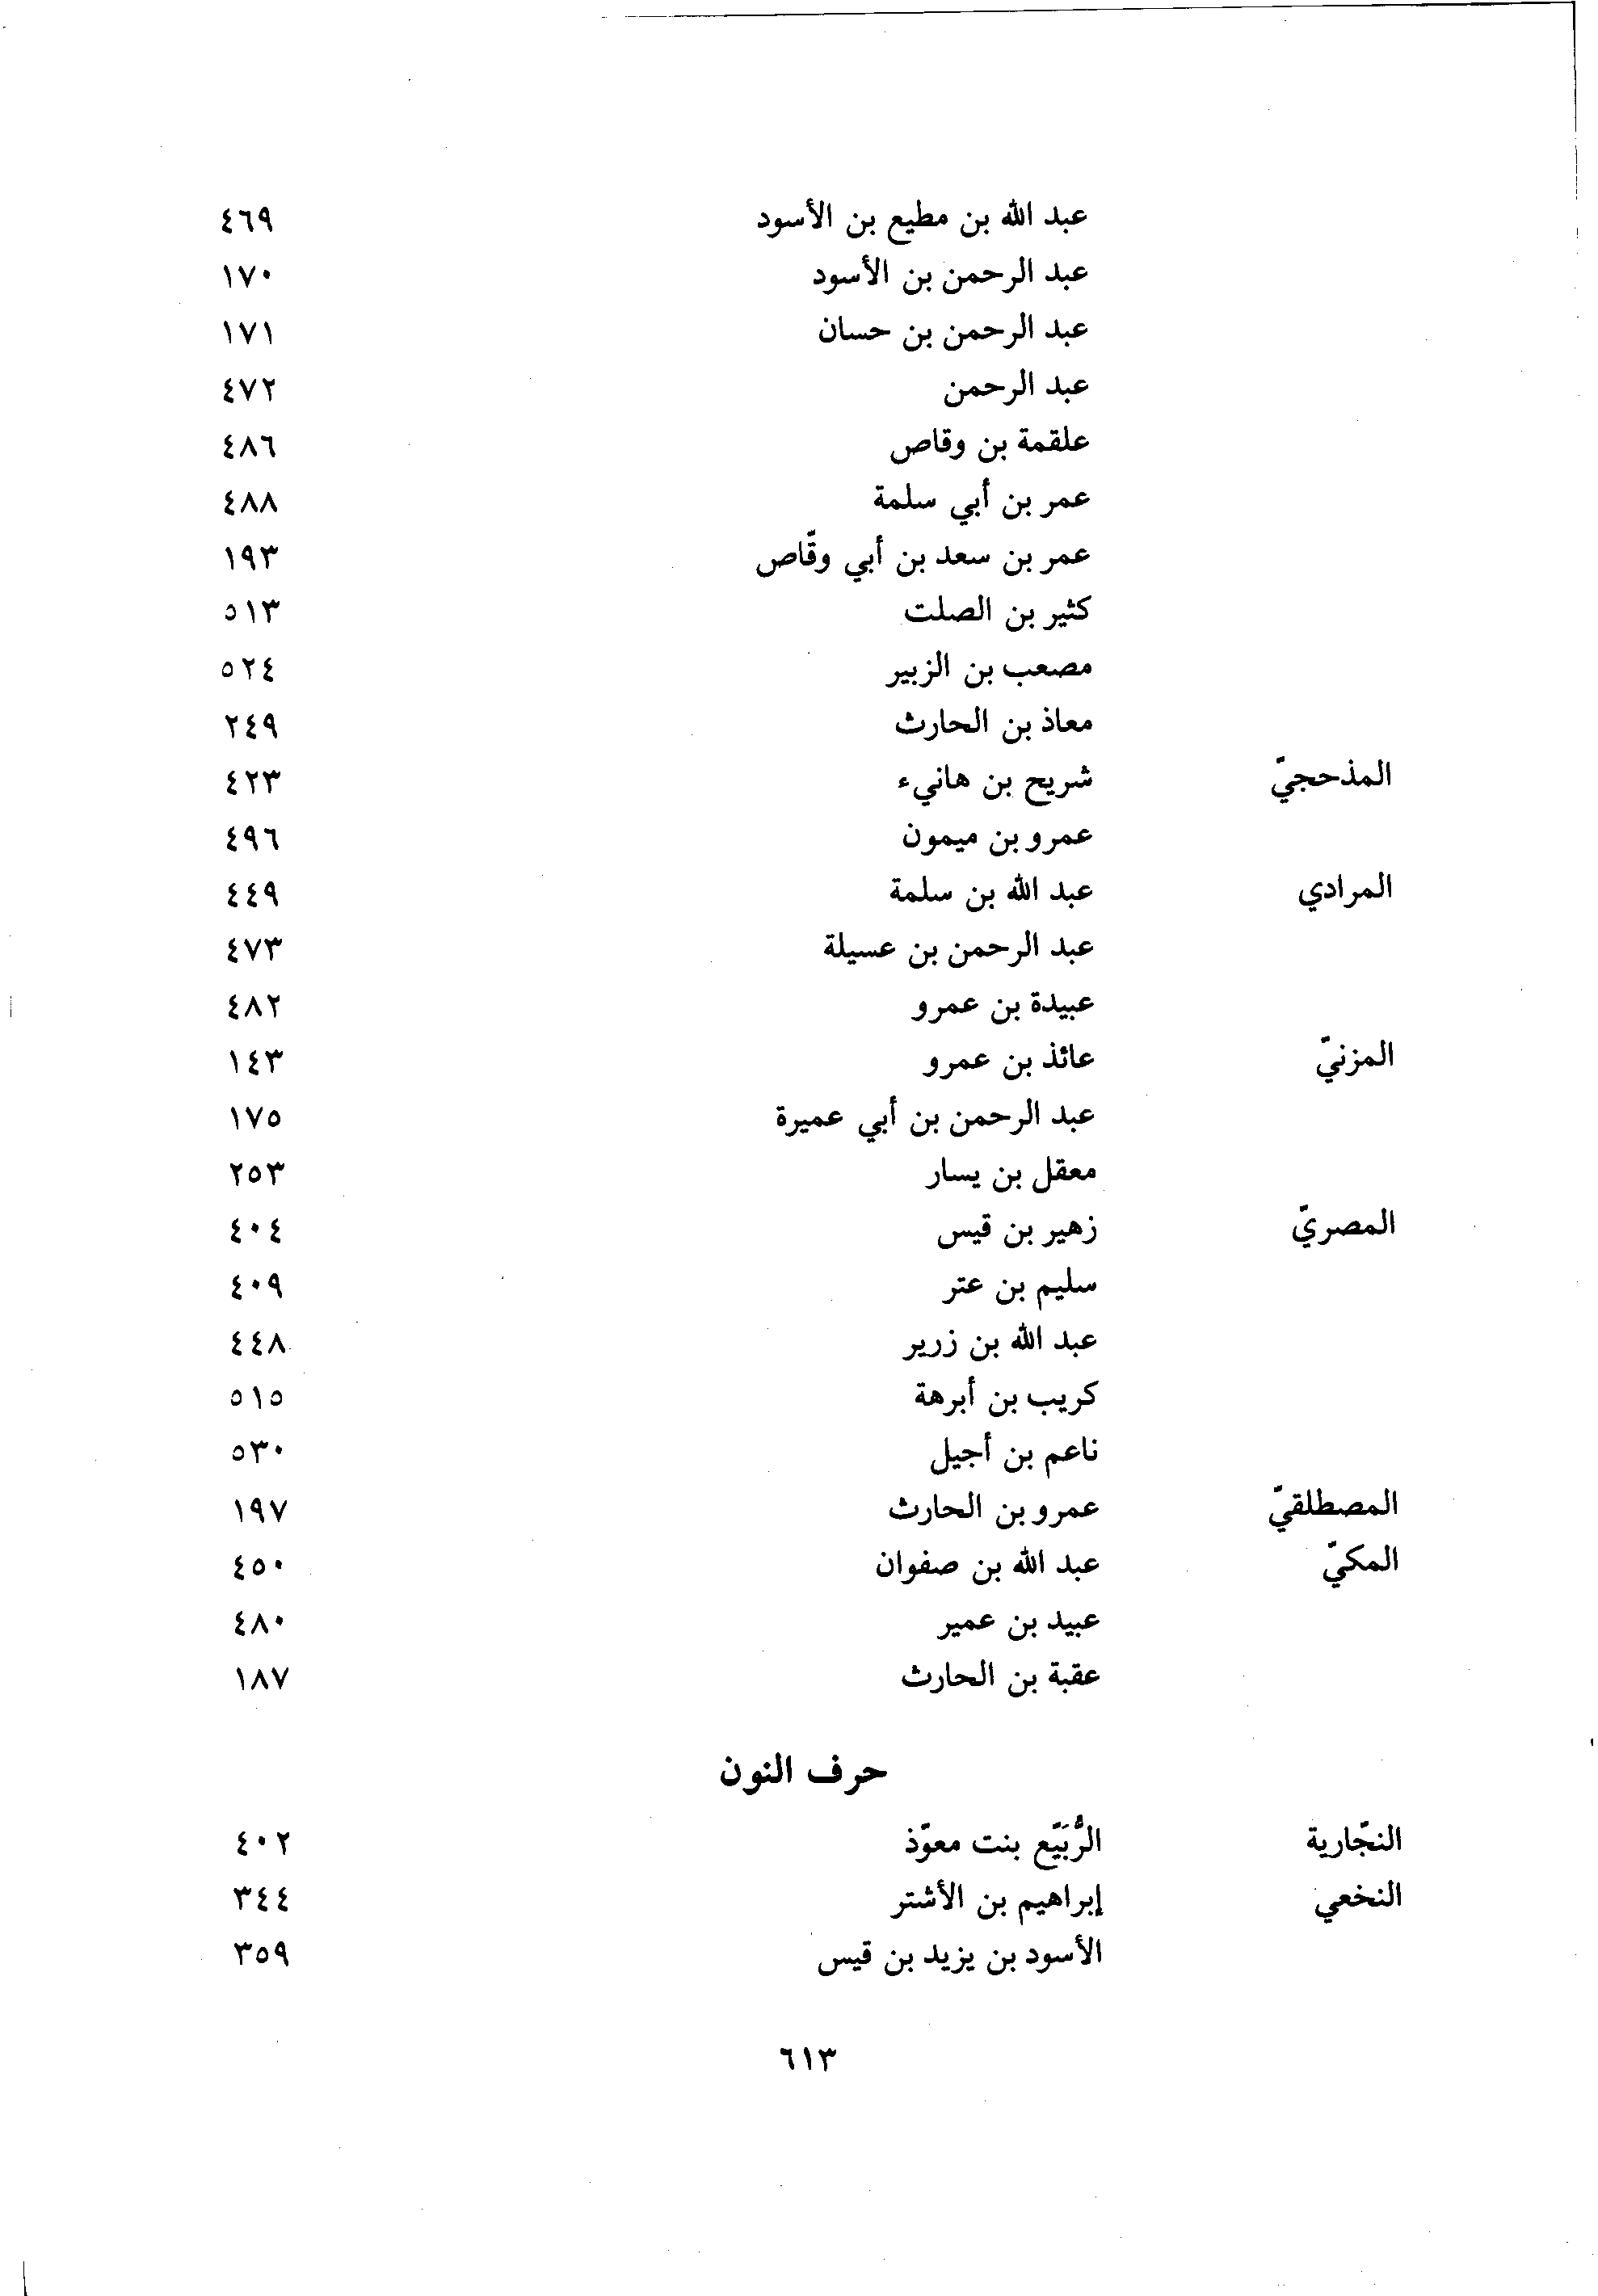 عبد الله بن مطيع بن الأسود ٤٦٩
عبد الرحمن بن الأسود ١٧٠
عبد الرحمن بن حسان ١٧١
عبد الرحمن ٤٧٢
علقمة بن وقاص ٤٨٦
عمر بن أبي سلمة ٤٨٨
عمر بن سعد بن أبي وقّاص ١٩٣
كثير بن الصلت ٥١٣
مصعب بن الزبير ٥٢٤
معاذ بن الحارث ٢٤٩
المذحجيّ شريح بن هانيء ٤٢٣
عمرو بن ميمون ٤٩٦
المرادي عبد الله بن سلمة ٤٤٩
عبد الرحمن بن عسيلة ٤٧٣
عبيدة بن عمرو ٤٨٢
المزنيّ عائذ بن عمرو ١٤٣
عبد الرحمن بن أبي عميرة ١٧٥
معقل بن يسار ٢٥٣
المصريّ زهير بن قيس ٤٠٤
سليم بن عتر ٤٠٩
عبد الله بن زرير ٤٤٨
كريب بن أبرهة ٥١٥
ناعم بن أجيل ٥٣٠
المصطلقيّ عمرو بن الحارث ١٩٧
المكيّ عبد الله بن صفوان ٤٥٠
عبيد بن عمير ٤٨٠
عقبة بن الحارث ١٨٧
حرف النون
النجّارية الرُّبَيّع بنت معوّذ ٤٠٢
النخعي إبراهيم بن الأشتر ٣٤٤
الأسود بن يزيد بن قيس ٣٥٩
٦١٣